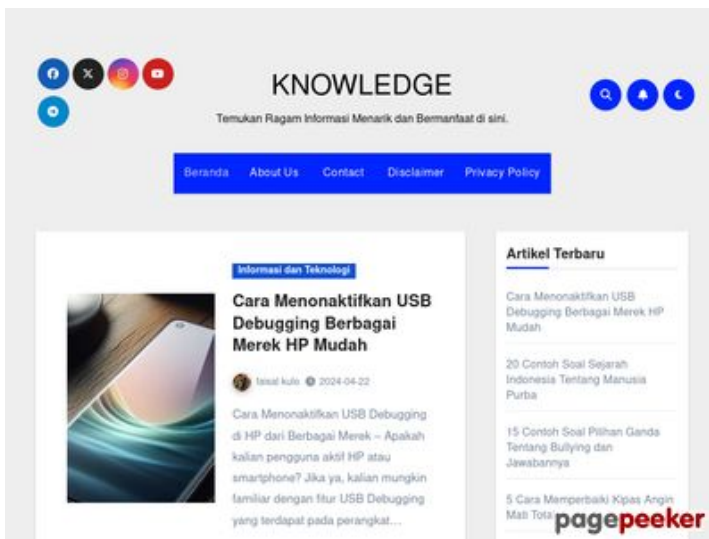 KNOWLEDGE
Temukan Ragam Informasi Menarik dan Bermanfaat di sini.
Beranda About Us Contact Disclaimer Privacy Policy
Informasi dan Teknologi
Cara Menonaktifkan USB
Debugging Berbagai
Merek HP Mudah
faisal kulo 2024-04-22
Cara Menonaktifkan USB Debugging
di HP dari Berbagai Merek – Apakah
kalian pengguna aktif HP atau
smartphone? Jika ya, kalian mungkin
familiar dengan fitur USB Debugging
yang terdapat pada perangkat…
Artikel Terbaru
Cara Menonaktifkan USB
Debugging Berbagai Merek HP
Mudah
20 Contoh Soal Sejarah
Indonesia Tentang Manusia
Purba
15 Contoh Soal Pilihan Ganda
Tentang Bullying dan
Jawabannya
5 Cara Memperbaiki Kipas Angin
Mati Total
pagepeeker